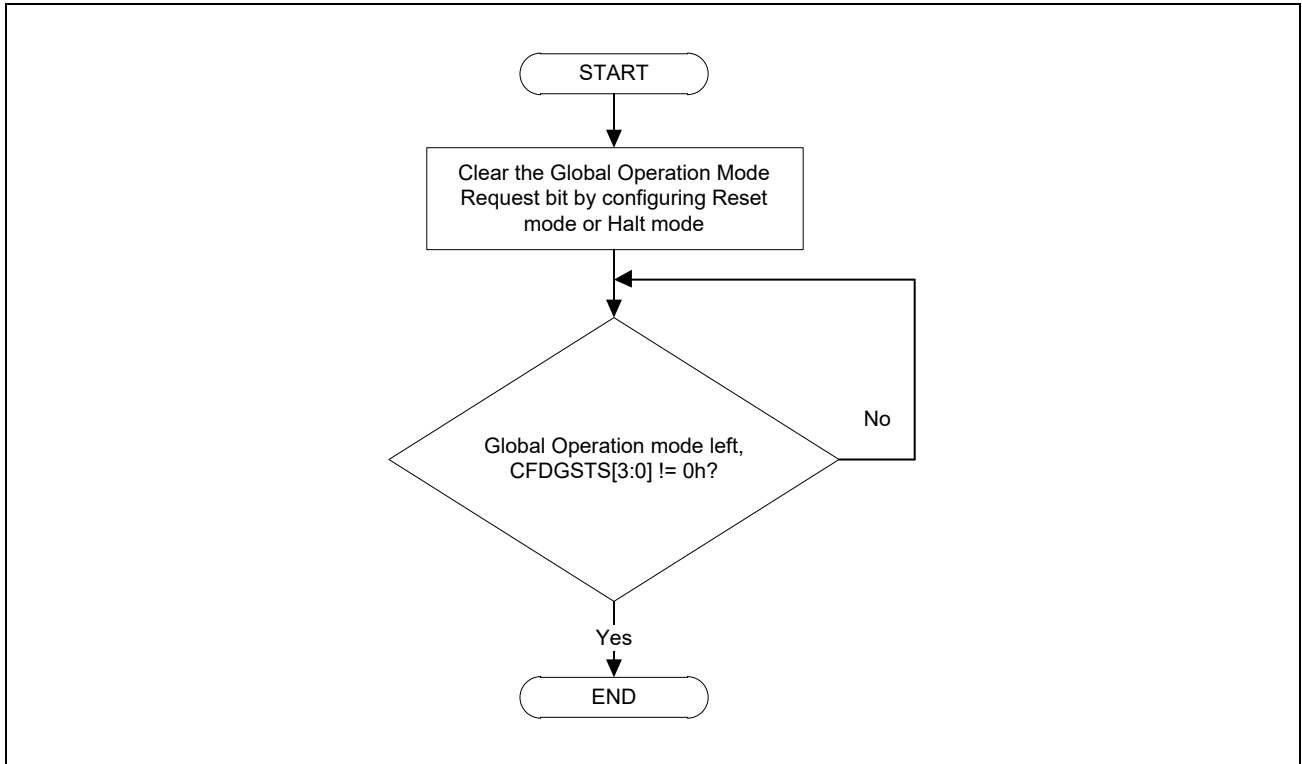 START
Clear the Global Operation Mode
Request bit by configuring Reset
mode or Halt mode
No
Global Operation mode left,
CFDGSTS[3:0] != 0h?
Yes
END